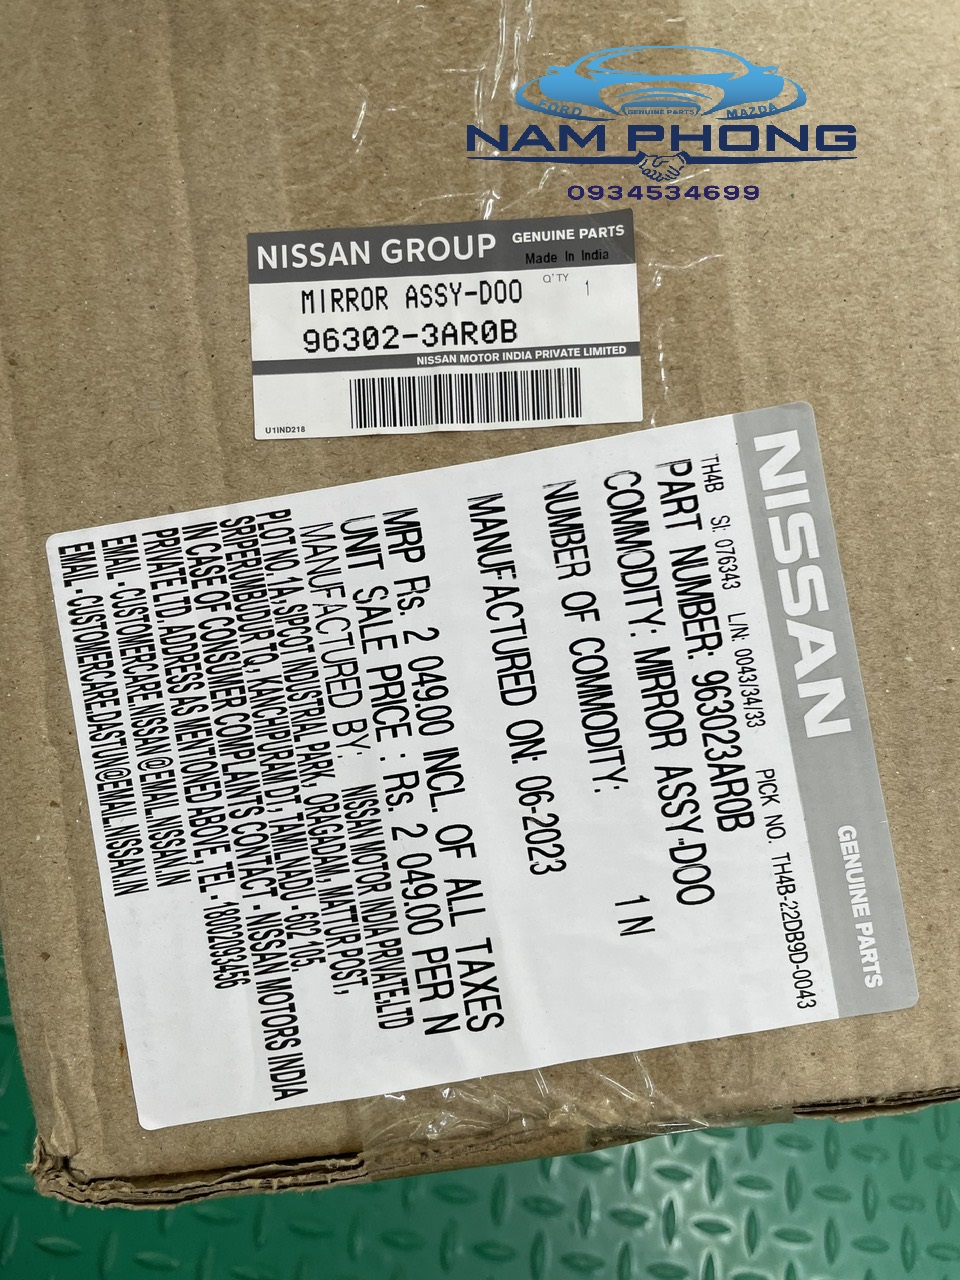 FORD GENUINE PARTS MAZDA
NAM PHONG
0934534699
NISSAN GROUP GENUINE PARTS
Made In India
MIRROR ASSY-DOO Q'TY 1
96302-3AR0B
NISSAN MOTOR INDIA PRIVATE LIMITED
U1IND218
NISSAN GENUINE PARTS
TH4B SI: 076343 L/N: 0043/34/33 PICK NO. TH4B-22DB9D-0043
PART NUMBER: 963023AR0B
COMMODITY: MIRROR ASSY-DOO
NUMBER OF COMMODITY: 1 N
MANUFACTURED ON: 06-2023
MRP Rs. 2 049.00 INCL. OF ALL TAXES
UNIT SALE PRICE : Rs. 2 049.00 PER N
MANUFACTURED BY: NISSAN MOTOR INDIA PRIVATE,LTD
PLOT NO. 1A, SIPCOT INDUSTRIAL PARK, ORAGADAM, MATTUR POST,
SRIPERUMBUDUR TQ, KANCHIPURAM DT, TAMILNADU - 602 105.
IN CASE OF CONSUMER COMPLAINTS CONTACT - NISSAN MOTORS INDIA
PRIVATE LTD. ADDRESS AS MENTIONED ABOVE, TEL - 18002093456
EMAIL - CUSTOMERCARE.NISSAN@EMAIL.NISSAN.IN
EMAIL - CUSTOMERCARE.DASTUN@EMAIL.NISSAN.IN